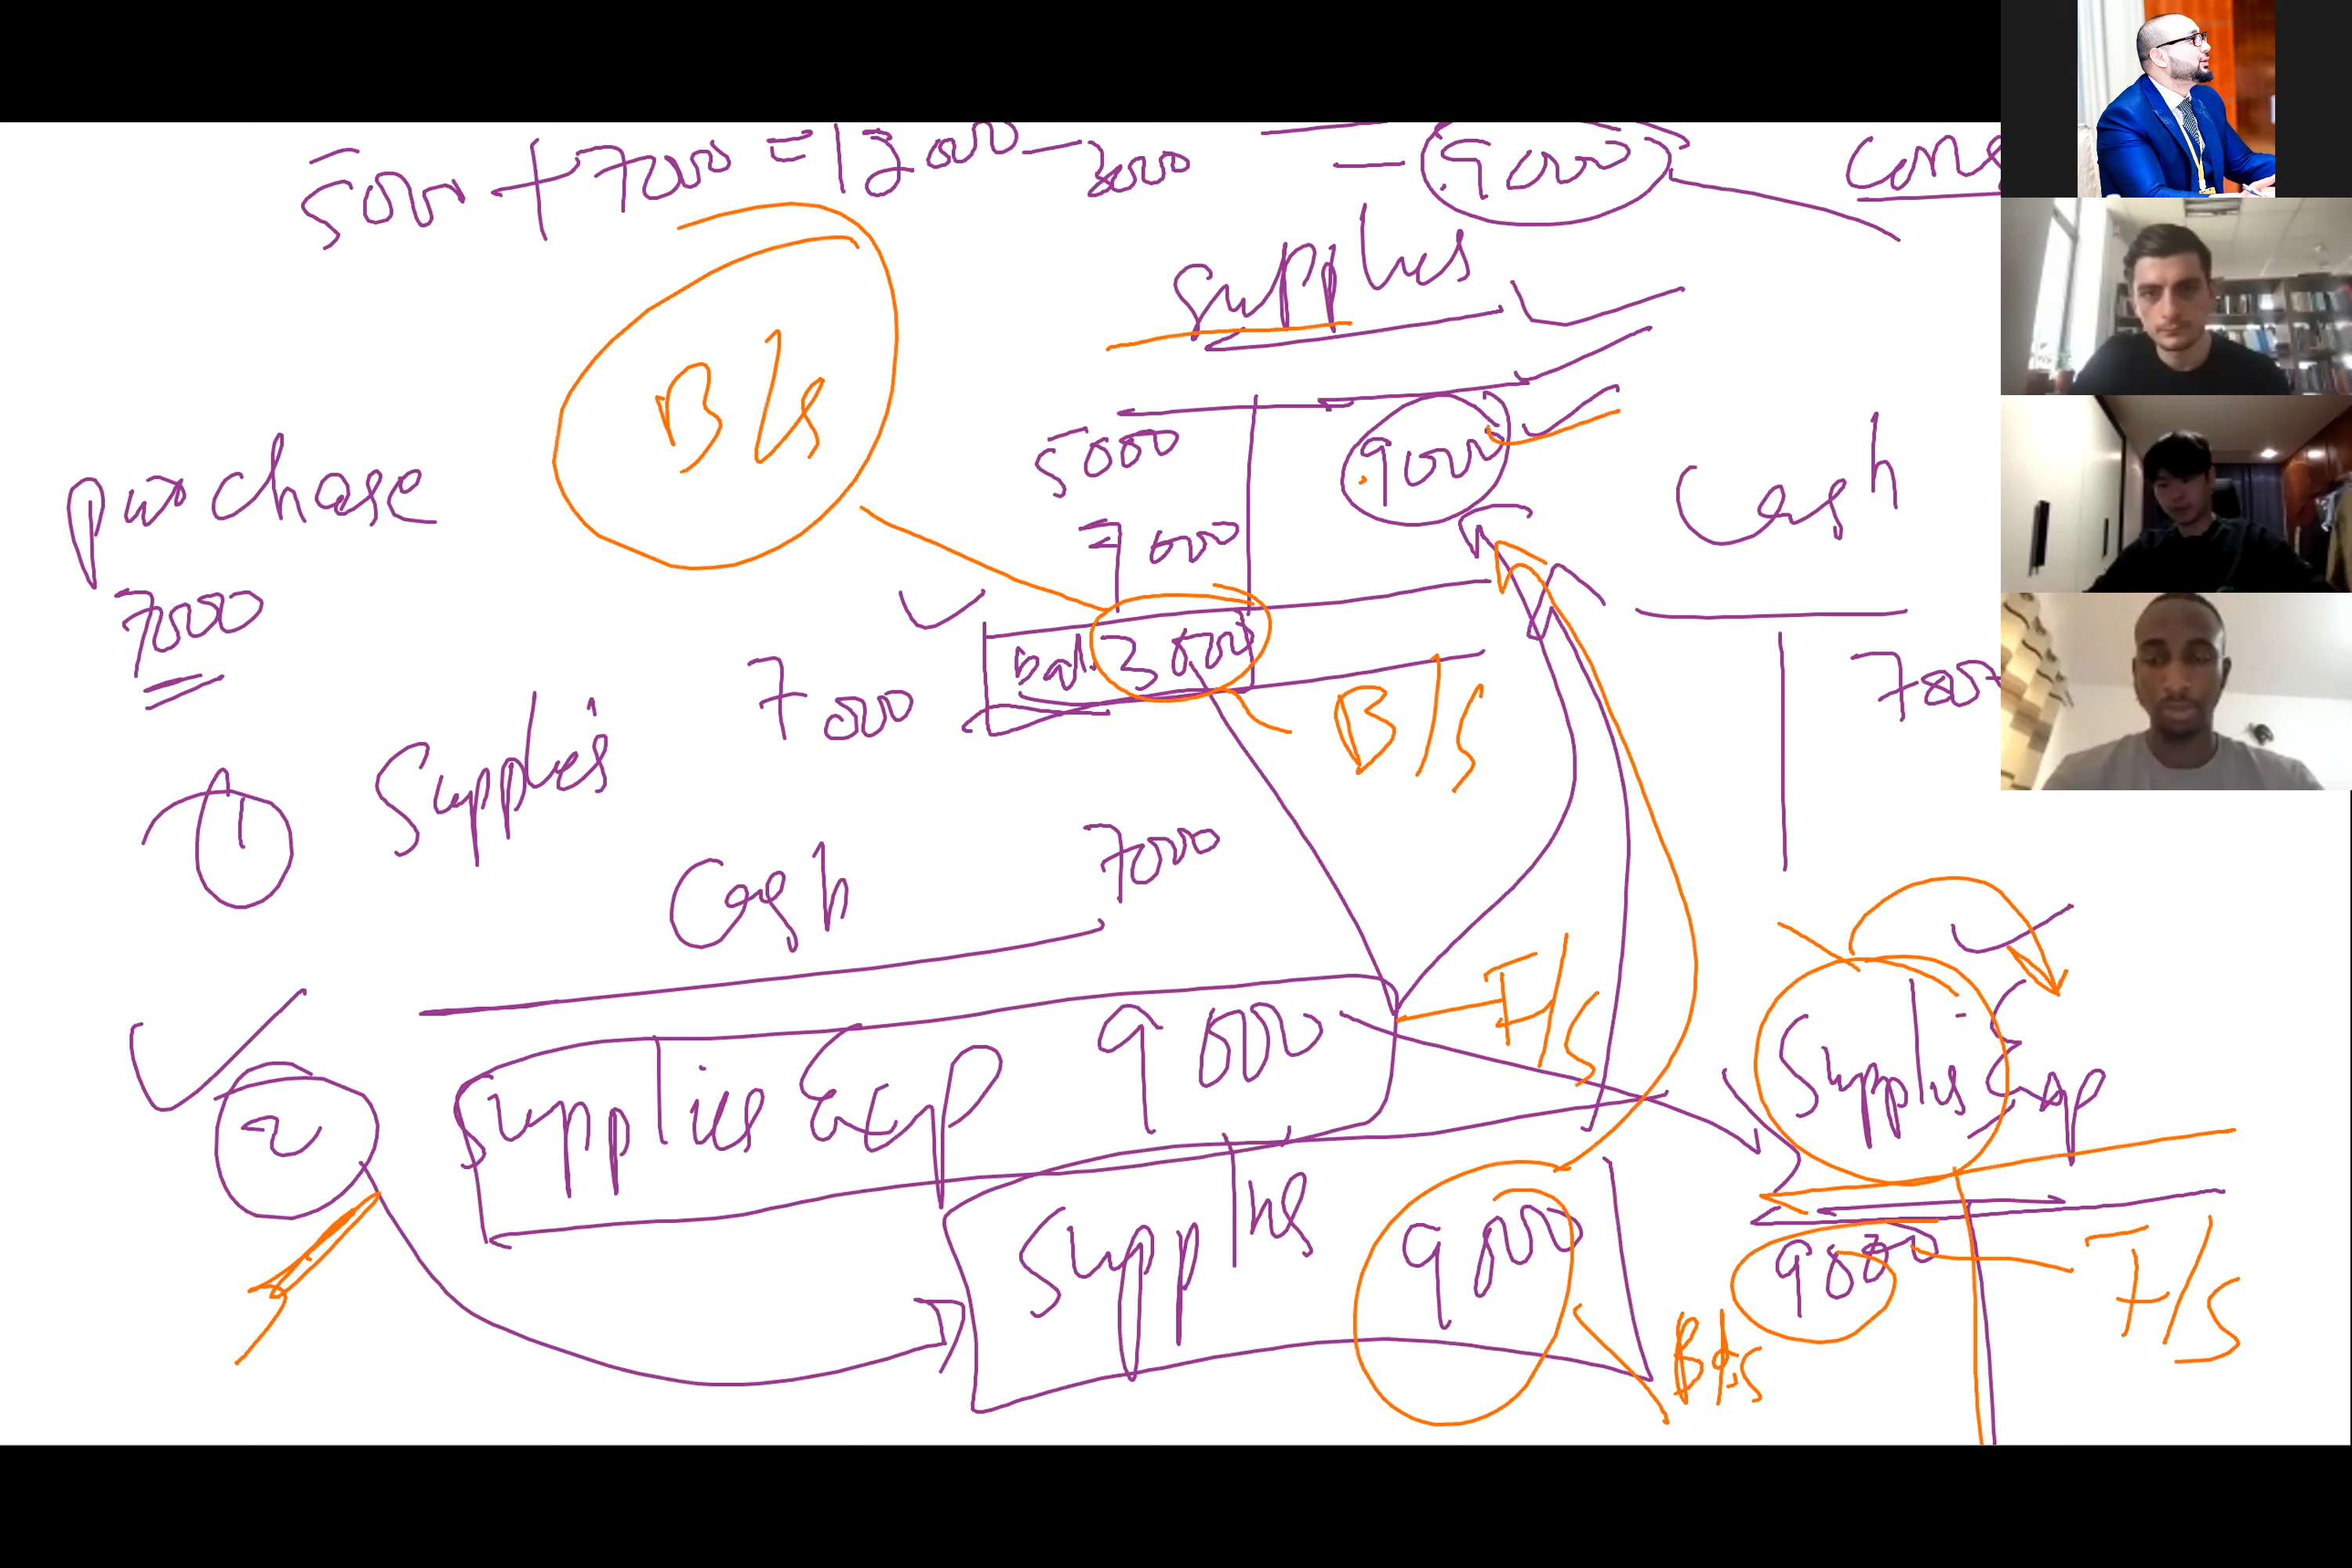 5000 + 7000 = 12000 - 3000 = 9000
Supplies
B/S
5000 9000
7000
Cash
purchase
7000
Bal. 3000
7000
B/S
1 Supplies 7000
Cash 7000
2 Supplies Exp 9000
I/S
Supplies Exp
Supplies 9000
9000
I/S
B/S